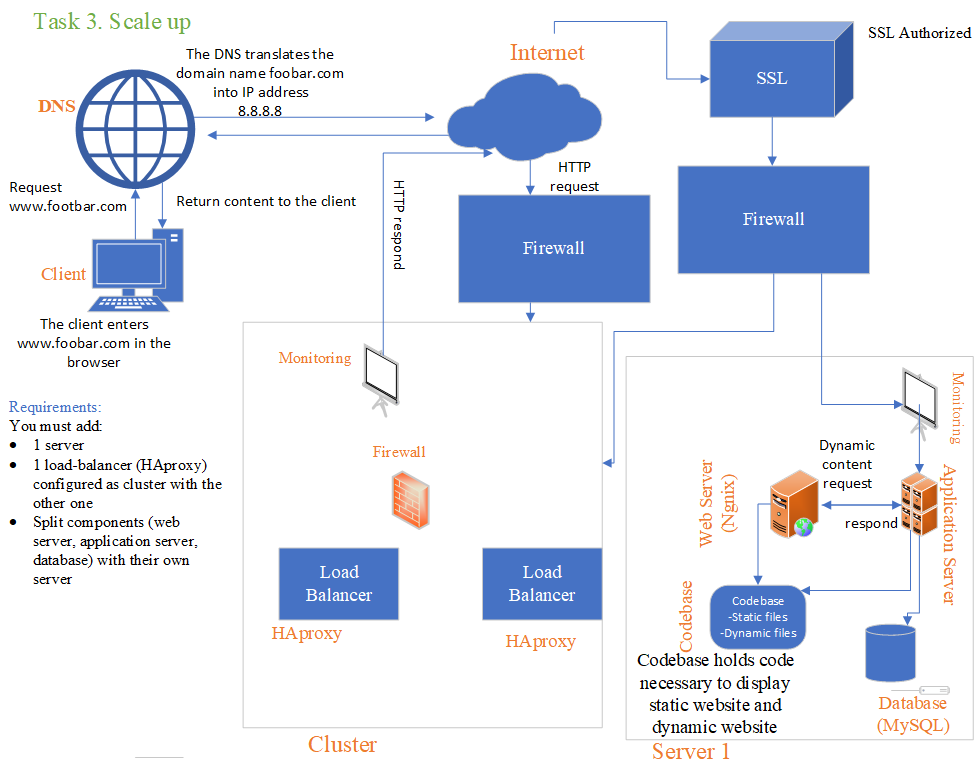 Task 3. Scale up
The DNS translates the
domain name foobar.com
into IP address
8.8.8.8
Internet
SSL Authorized
SSL
DNS
Request
www.footbar.com
Return content to the client
HTTP
request
HTTP respond
Firewall
Firewall
Client
The client enters
www.foobar.com in the
browser
Requirements:
You must add:
• 1 server
• 1 load-balancer (HAproxy)
configured as cluster with the
other one
• Split components (web
server, application server,
database) with their own
server
Monitoring
Firewall
Load
Balancer
HAproxy
Load
Balancer
HAproxy
Cluster
Monitoring
Dynamic
content
request
respond
Web Server
(Ngnix)
Application Server
Codebase
Codebase
-Static files
-Dynamic files
Codebase holds code
necessary to display
static website and
dynamic website
Database
(MySQL)
Server 1